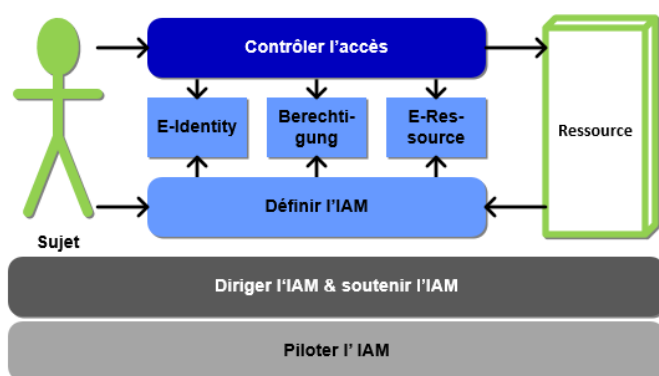 Contrôler l'accès
E-Identity
Berechti-
gung
E-Res-
source
Ressource
Définir l'IAM
Sujet
Diriger l‘IAM & soutenir l'IAM
Piloter l' IAM